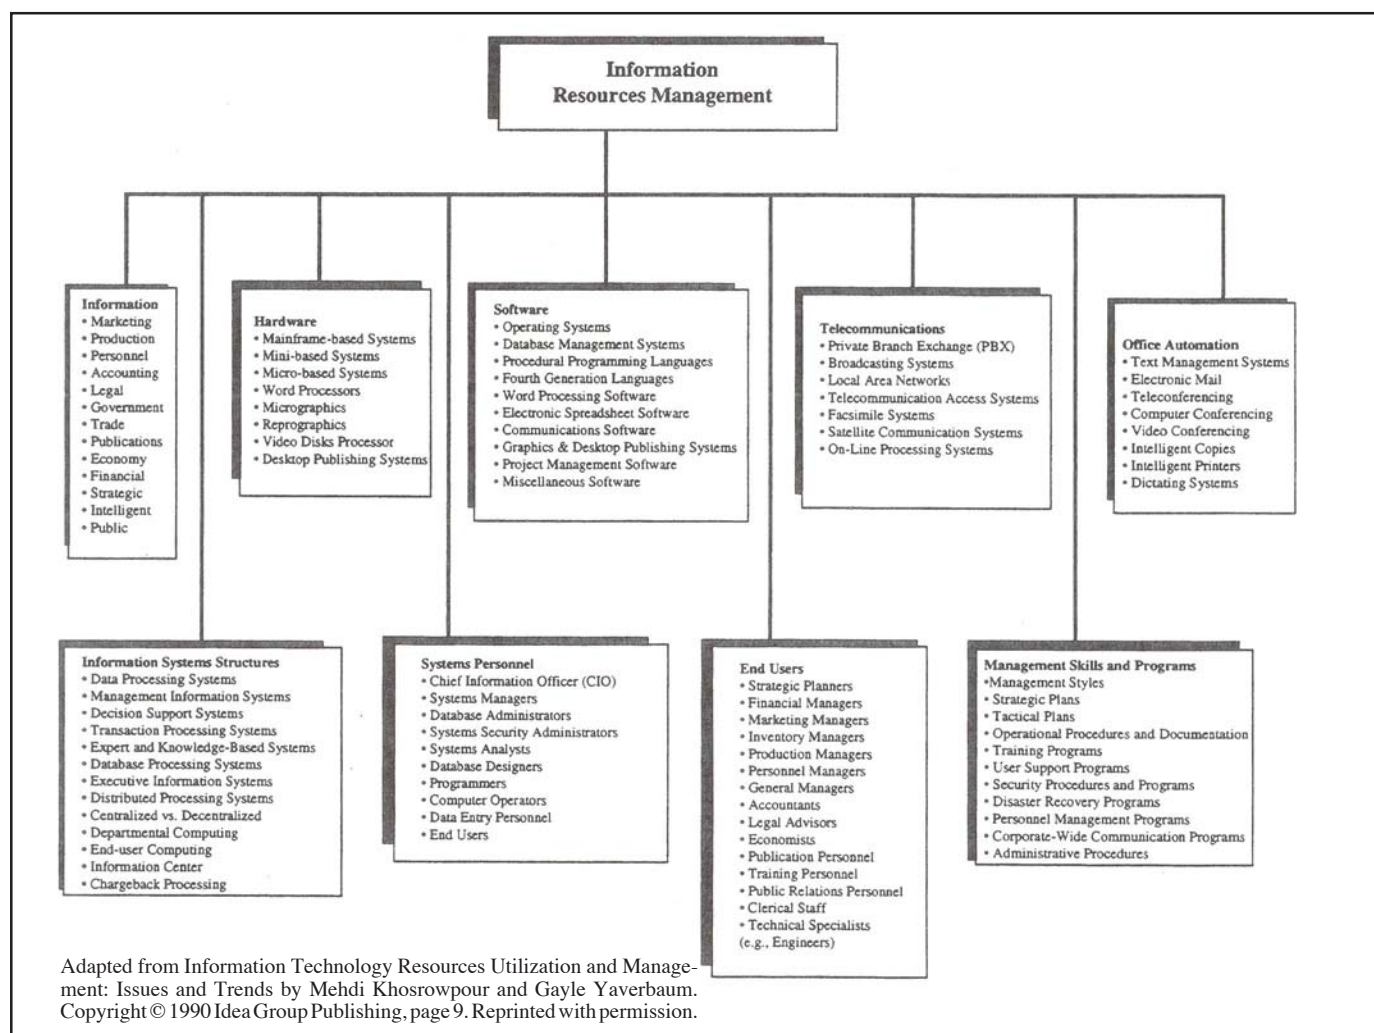 Information
Resources Management
Information
• Marketing
• Production
• Personnel
• Accounting
• Legal
• Government
• Trade
• Publications
• Economy
• Financial
• Strategic
• Intelligent
• Public
Hardware
• Mainframe-based Systems
• Mini-based Systems
• Micro-based Systems
• Word Processors
• Micrographics
• Reprographics
• Video Disks Processor
• Desktop Publishing Systems
Software
• Operating Systems
• Database Management Systems
• Procedural Programming Languages
• Fourth Generation Languages
• Word Processing Software
• Electronic Spreadsheet Software
• Communications Software
• Graphics & Desktop Publishing Systems
• Project Management Software
• Miscellaneous Software
Telecommunications
• Private Branch Exchange (PBX)
• Broadcasting Systems
• Local Area Networks
• Telecommunication Access Systems
• Facsimile Systems
• Satellite Communication Systems
• On-Line Processing Systems
Office Automation
• Text Management Systems
• Electronic Mail
• Teleconferencing
• Computer Conferencing
• Video Conferencing
• Intelligent Copies
• Intelligent Printers
• Dictating Systems
Information Systems Structures
• Data Processing Systems
• Management Information Systems
• Decision Support Systems
• Transaction Processing Systems
• Expert and Knowledge-Based Systems
• Database Processing Systems
• Executive Information Systems
• Distributed Processing Systems
• Centralized vs. Decentralized
• Departmental Computing
• End-user Computing
• Information Center
• Chargeback Processing
Systems Personnel
• Chief Information Officer (CIO)
• Systems Managers
• Database Administrators
• Systems Security Administrators
• Systems Analysts
• Database Designers
• Programmers
• Computer Operators
• Data Entry Personnel
• End Users
End Users
• Strategic Planners
• Financial Managers
• Marketing Managers
• Inventory Managers
• Production Managers
• Personnel Managers
• General Managers
• Accountants
• Legal Advisors
• Economists
• Publication Personnel
• Training Personnel
• Public Relations Personnel
• Clerical Staff
• Technical Specialists
(e.g., Engineers)
Management Skills and Programs
•Management Styles
• Strategic Plans
• Tactical Plans
• Operational Procedures and Documentation
• Training Programs
• User Support Programs
• Security Procedures and Programs
• Disaster Recovery Programs
• Personnel Management Programs
• Corporate-Wide Communication Programs
• Administrative Procedures
Adapted from Information Technology Resources Utilization and Manage-
ment: Issues and Trends by Mehdi Khosrowpour and Gayle Yaverbaum.
Copyright © 1990 Idea Group Publishing, page 9. Reprinted with permission.